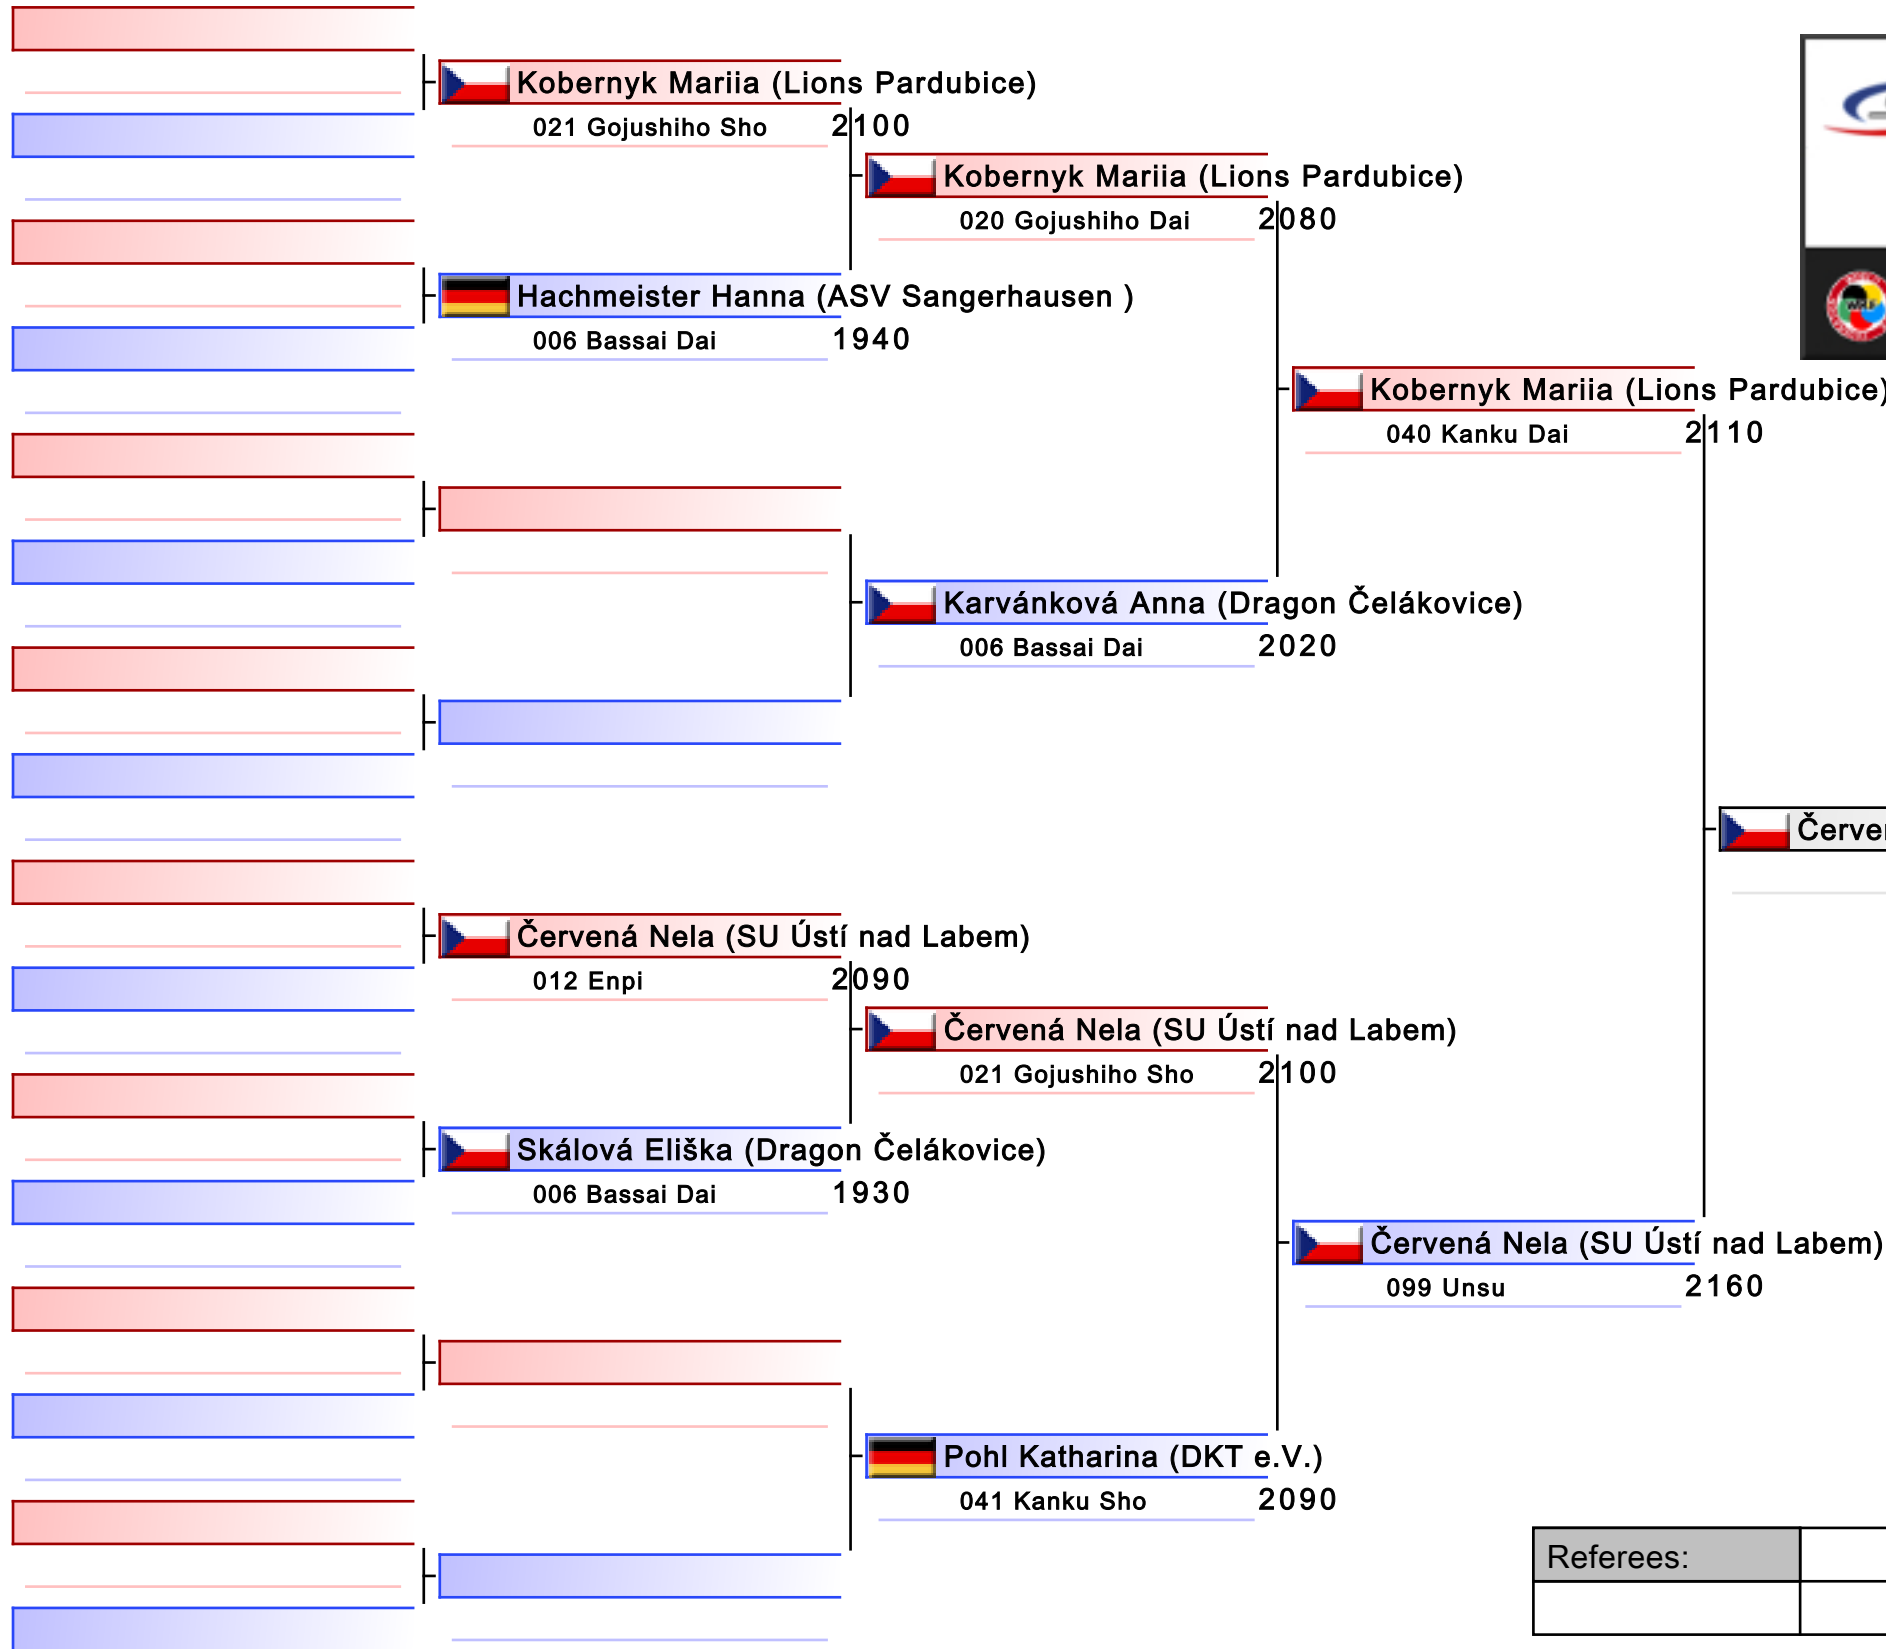 Kobernyk Mariia (Lions Pardubice)
021 Gojushiho Sho 2100
Kobernyk Mariia (Lions Pardubice)
020 Gojushiho Dai 2080
Hachmeister Hanna (ASV Sangerhausen )
006 Bassai Dai 1940
Kobernyk Mariia (Lions Pardubice)
040 Kanku Dai 2110
Karvánková Anna (Dragon Čelákovice)
006 Bassai Dai 2020
Červená Nela (SU Ústí nad Labem)
012 Enpi 2090
Červená Nela (SU Ústí nad Labem)
021 Gojushiho Sho 2100
Skálová Eliška (Dragon Čelákovice)
006 Bassai Dai 1930
Červená Nela (SU Ústí nad Labem)
099 Unsu 2160
Pohl Katharina (DKT e.V.)
041 Kanku Sho 2090
Referees: